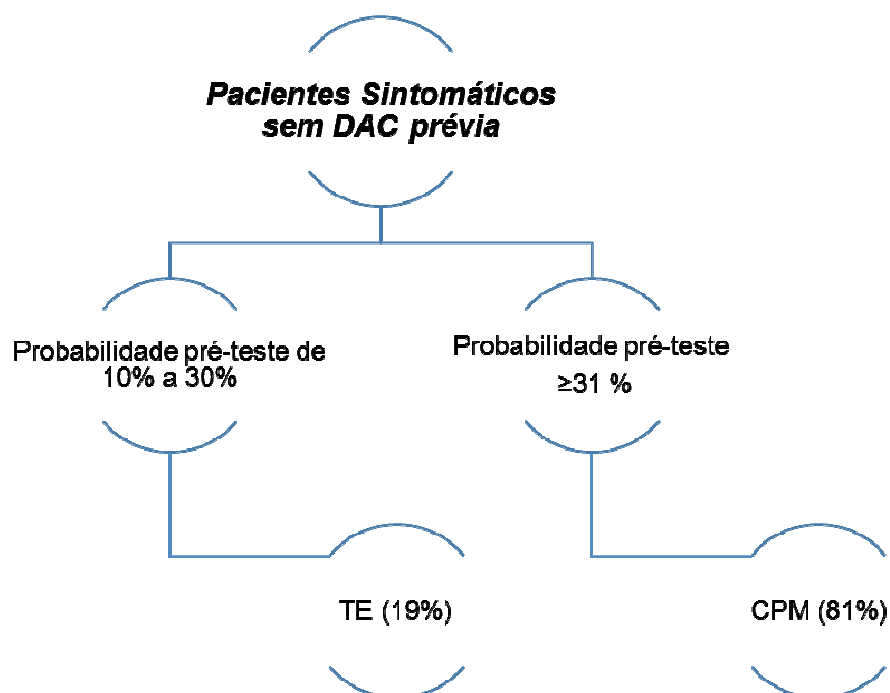 Pacientes Sintomáticos
sem DAC prévia
Probabilidade pré-teste de
10% a 30%
Probabilidade pré-teste
≥31 %
TE (19%)
CPM (81%)